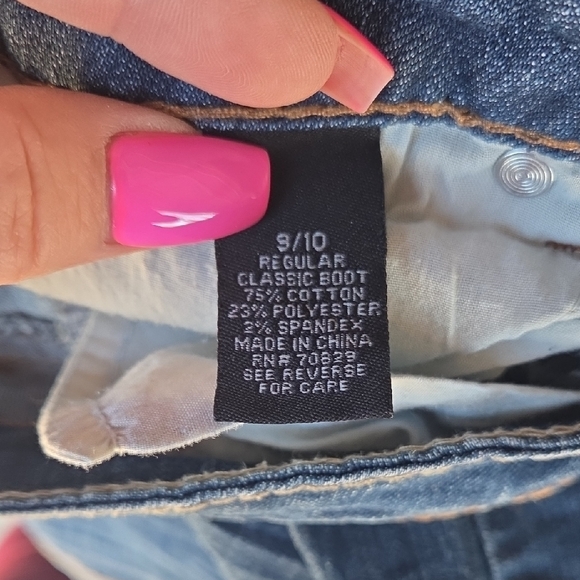 9/10
REGULAR
CLASSIC BOOT
75% COTTON
23% POLYESTER
2% SPANDEX
MADE IN CHINA
RN# 70829
SEE REVERSE
FOR CARE